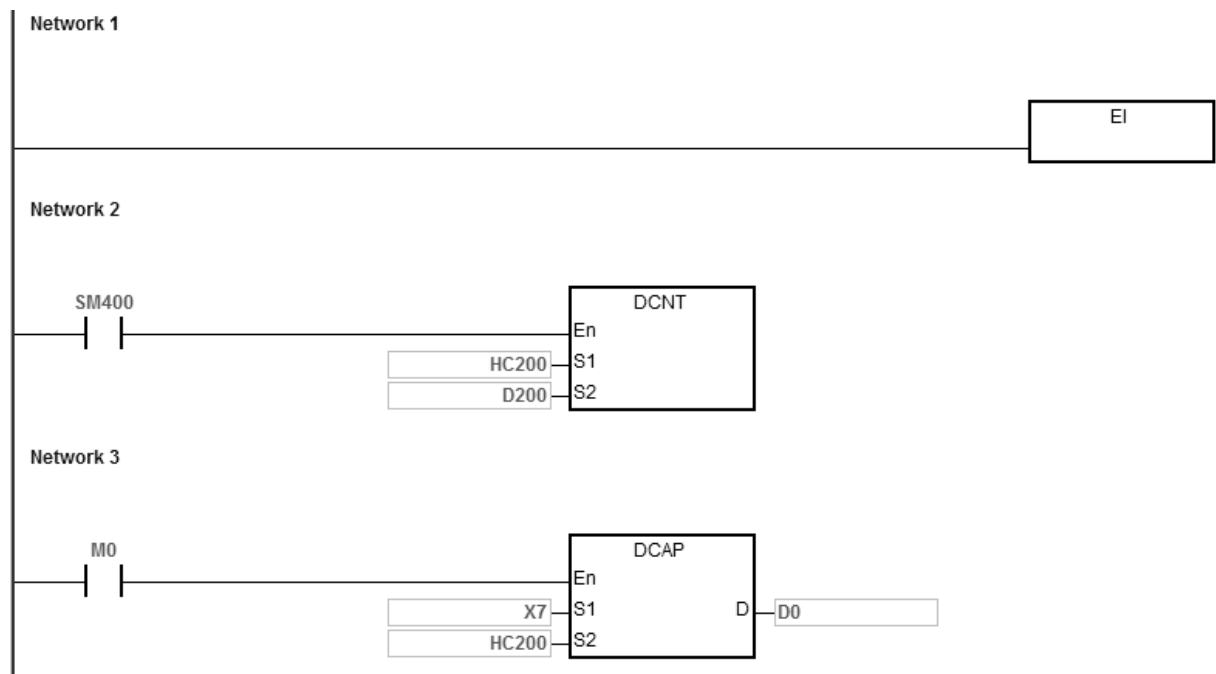 Network 1
EI
Network 2
SM400
DCNT
En
HC200 S1
D200 S2
Network 3
M0
DCAP
En
X7 S1 D D0
HC200 S2